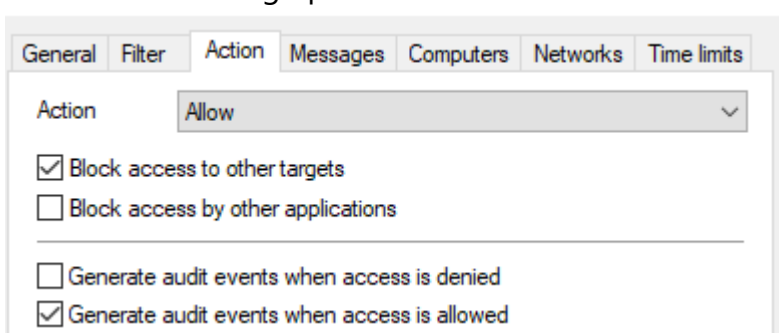 General Filter Action Messages Computers Networks Time limits
Action Allow
Block access to other targets
Block access by other applications
Generate audit events when access is denied
Generate audit events when access is allowed